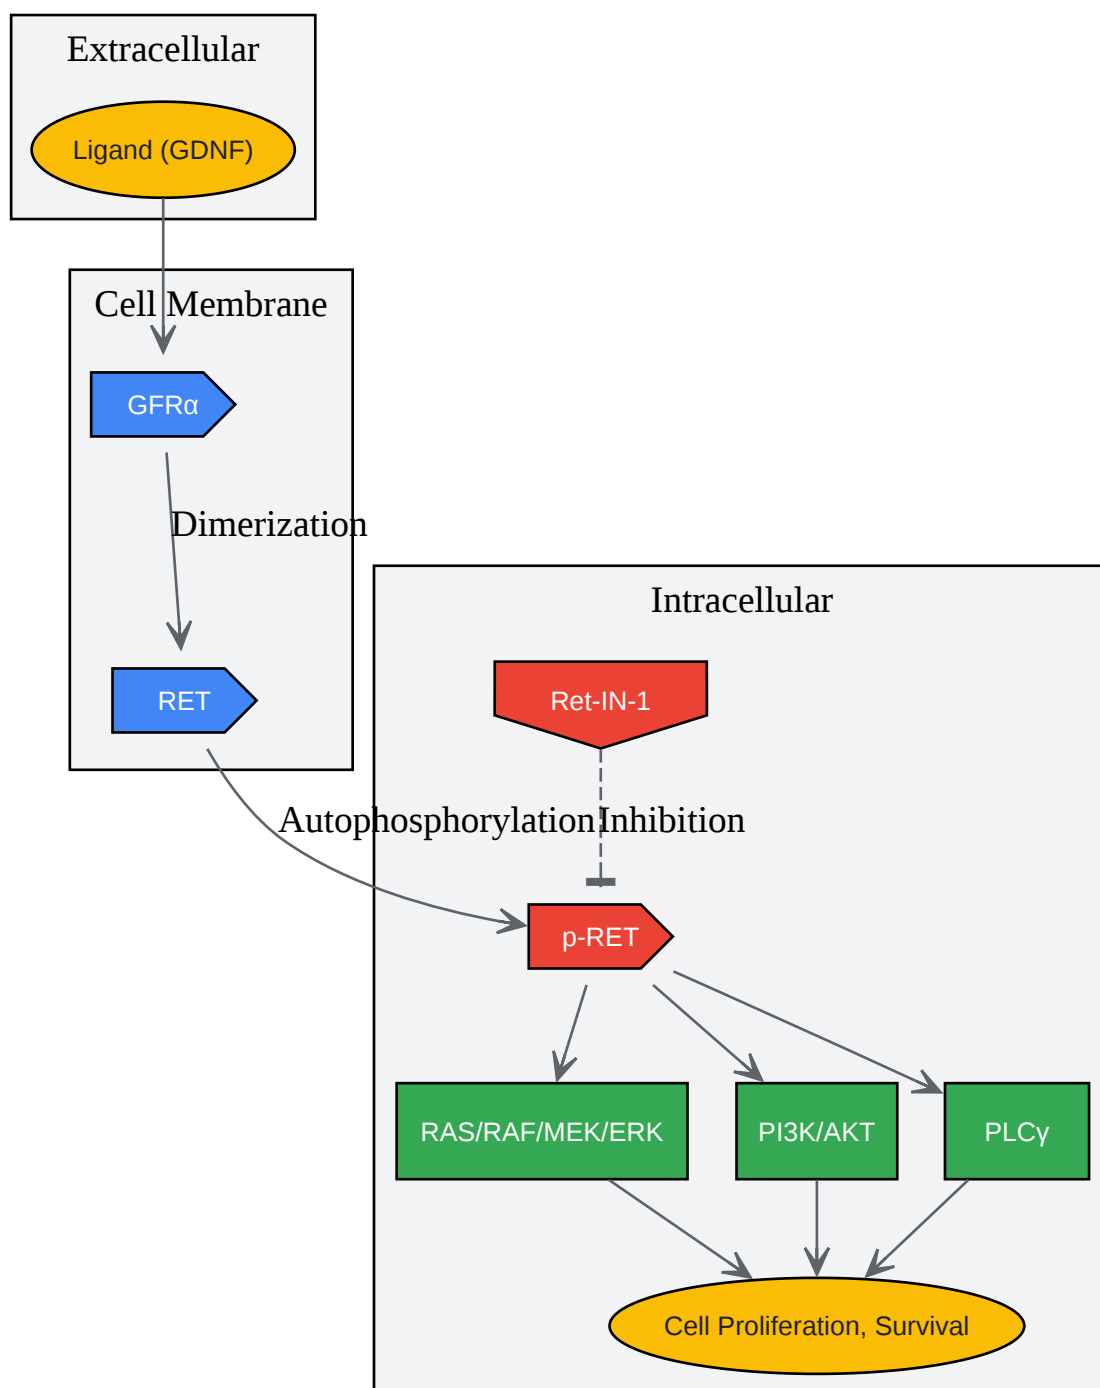 Extracellular
Ligand (GDNF)
Cell Membrane
GFRα
Dimerization
Intracellular
RET
Ret-IN-1
Autophosphorylation
Inhibition
p-RET
RAS/RAF/MEK/ERK
PI3K/AKT
PLCγ
Cell Proliferation, Survival